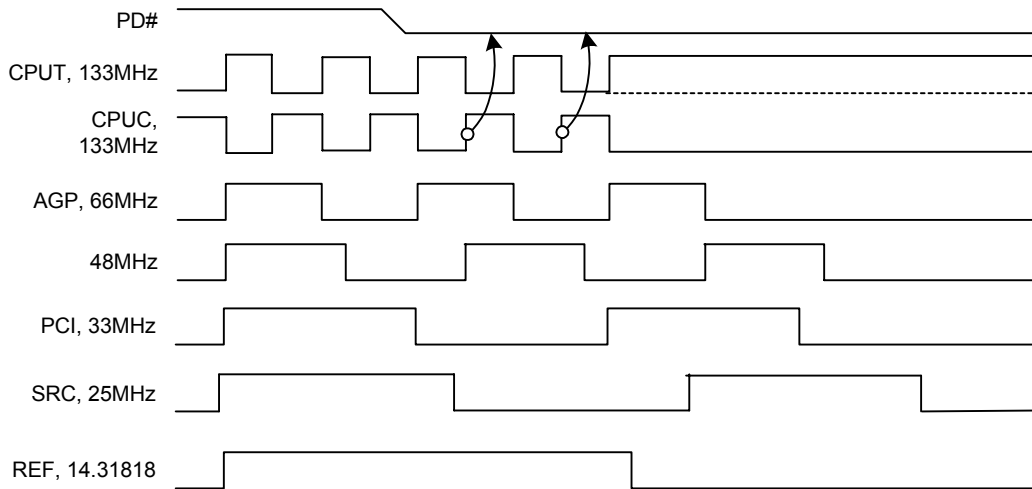 PD#
CPUT, 133MHz
CPUC,
133MHz
AGP, 66MHz
48MHz
PCI, 33MHz
SRC, 25MHz
REF, 14.31818